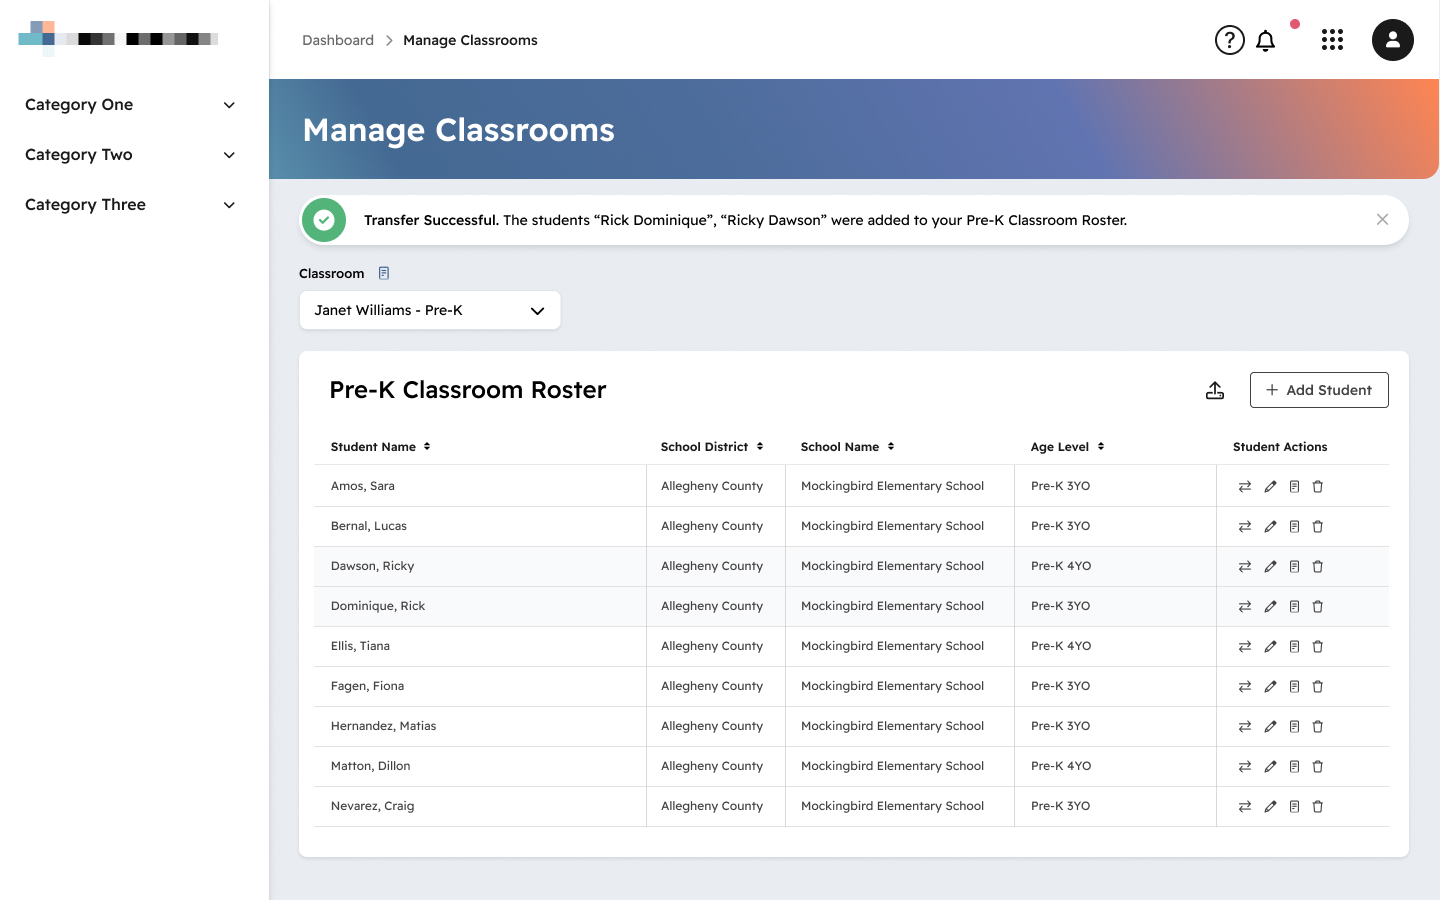 Dashboard > Manage Classrooms
Category One
Category Two
Category Three
Manage Classrooms
Transfer Successful. The students “Rick Dominique”, “Ricky Dawson” were added to your Pre-K Classroom Roster.
Classroom
Janet Williams - Pre-K
Pre-K Classroom Roster
+ Add Student
Student Name School District School Name Age Level Student Actions
Amos, Sara Allegheny County Mockingbird Elementary School Pre-K 3YO
Bernal, Lucas Allegheny County Mockingbird Elementary School Pre-K 3YO
Dawson, Ricky Allegheny County Mockingbird Elementary School Pre-K 4YO
Dominique, Rick Allegheny County Mockingbird Elementary School Pre-K 3YO
Ellis, Tiana Allegheny County Mockingbird Elementary School Pre-K 4YO
Fagen, Fiona Allegheny County Mockingbird Elementary School Pre-K 3YO
Hernandez, Matias Allegheny County Mockingbird Elementary School Pre-K 3YO
Matton, Dillon Allegheny County Mockingbird Elementary School Pre-K 4YO
Nevarez, Craig Allegheny County Mockingbird Elementary School Pre-K 3YO